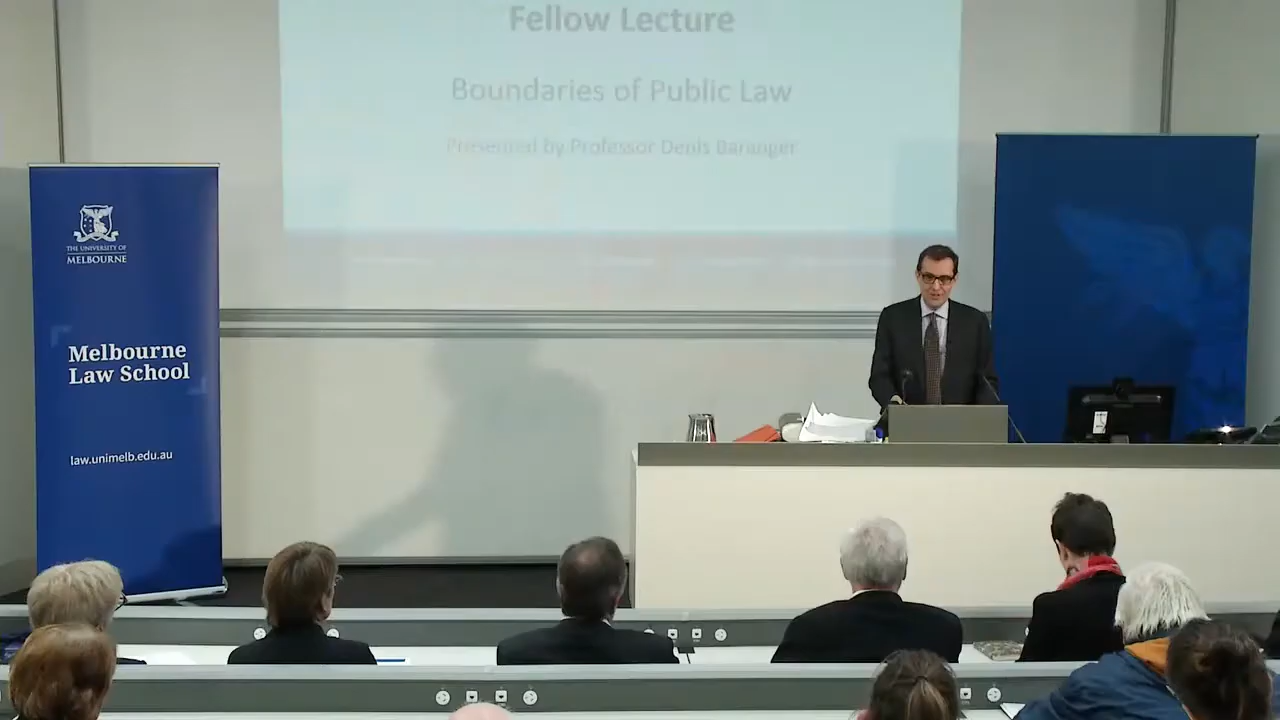 Fellow Lecture
Boundaries of Public Law
Presented by Professor Denis Baranger
THE UNIVERSITY OF
MELBOURNE
Melbourne
Law School
law.unimelb.edu.au